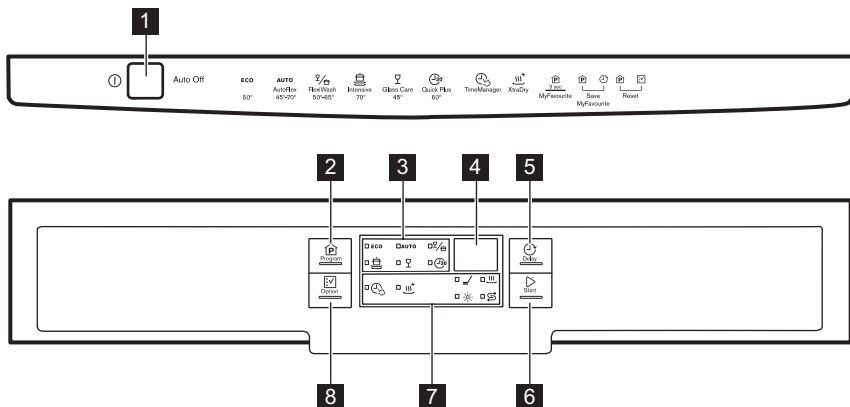 1
Auto Off
ECO
50°
AUTO
AutoFlex
45°-70°
FlexiWash
50°-65°
Intensive
70°
Glass Care
45°
30'
Quick Plus
60°
TimeManager
XtraDry
P
3 sec
MyFavourite
P
Save
MyFavourite
P
Reset
2
3
4
5
P
Program
ECO
AUTO
30'
Delay
Option
Start
8
7
6